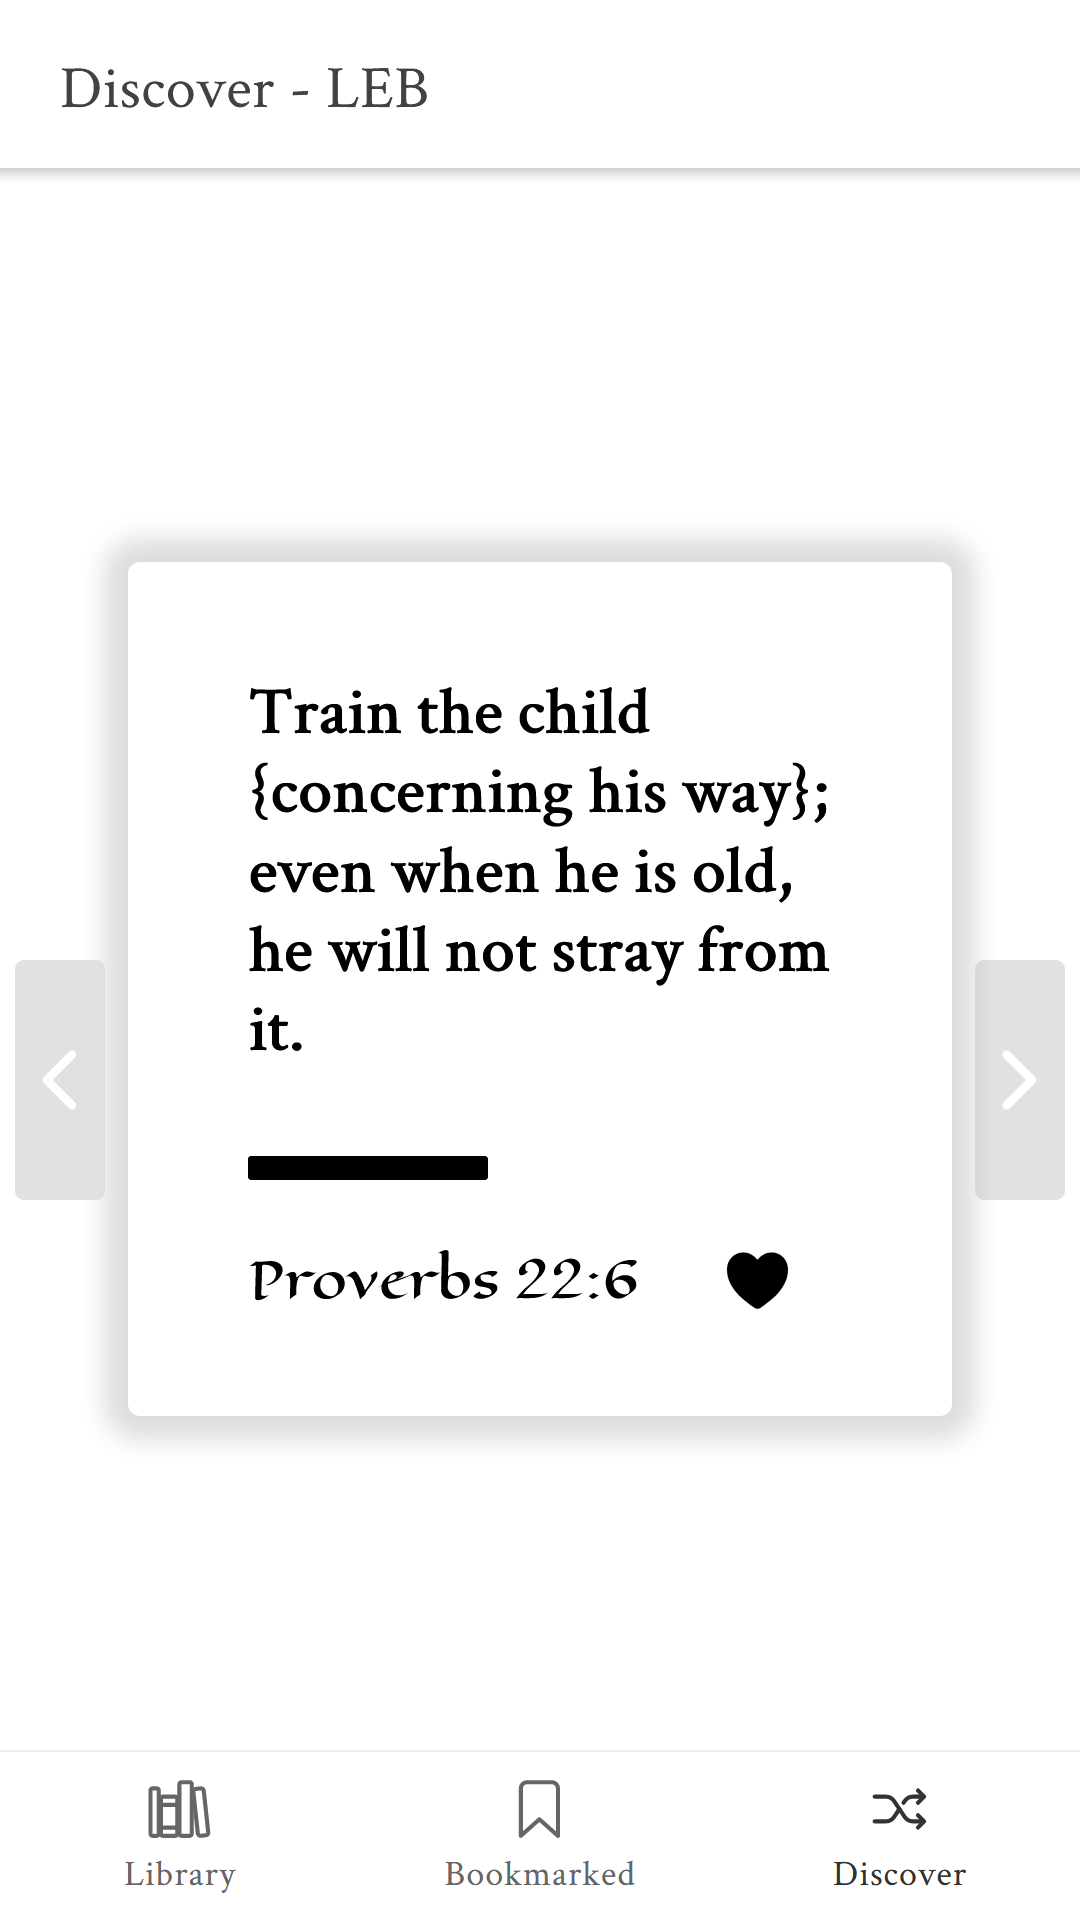 Discover - LEB
Train the child
{concerning his way};
even when he is old,
he will not stray from
it.
Proverbs 22:6
Library
Bookmarked
Discover